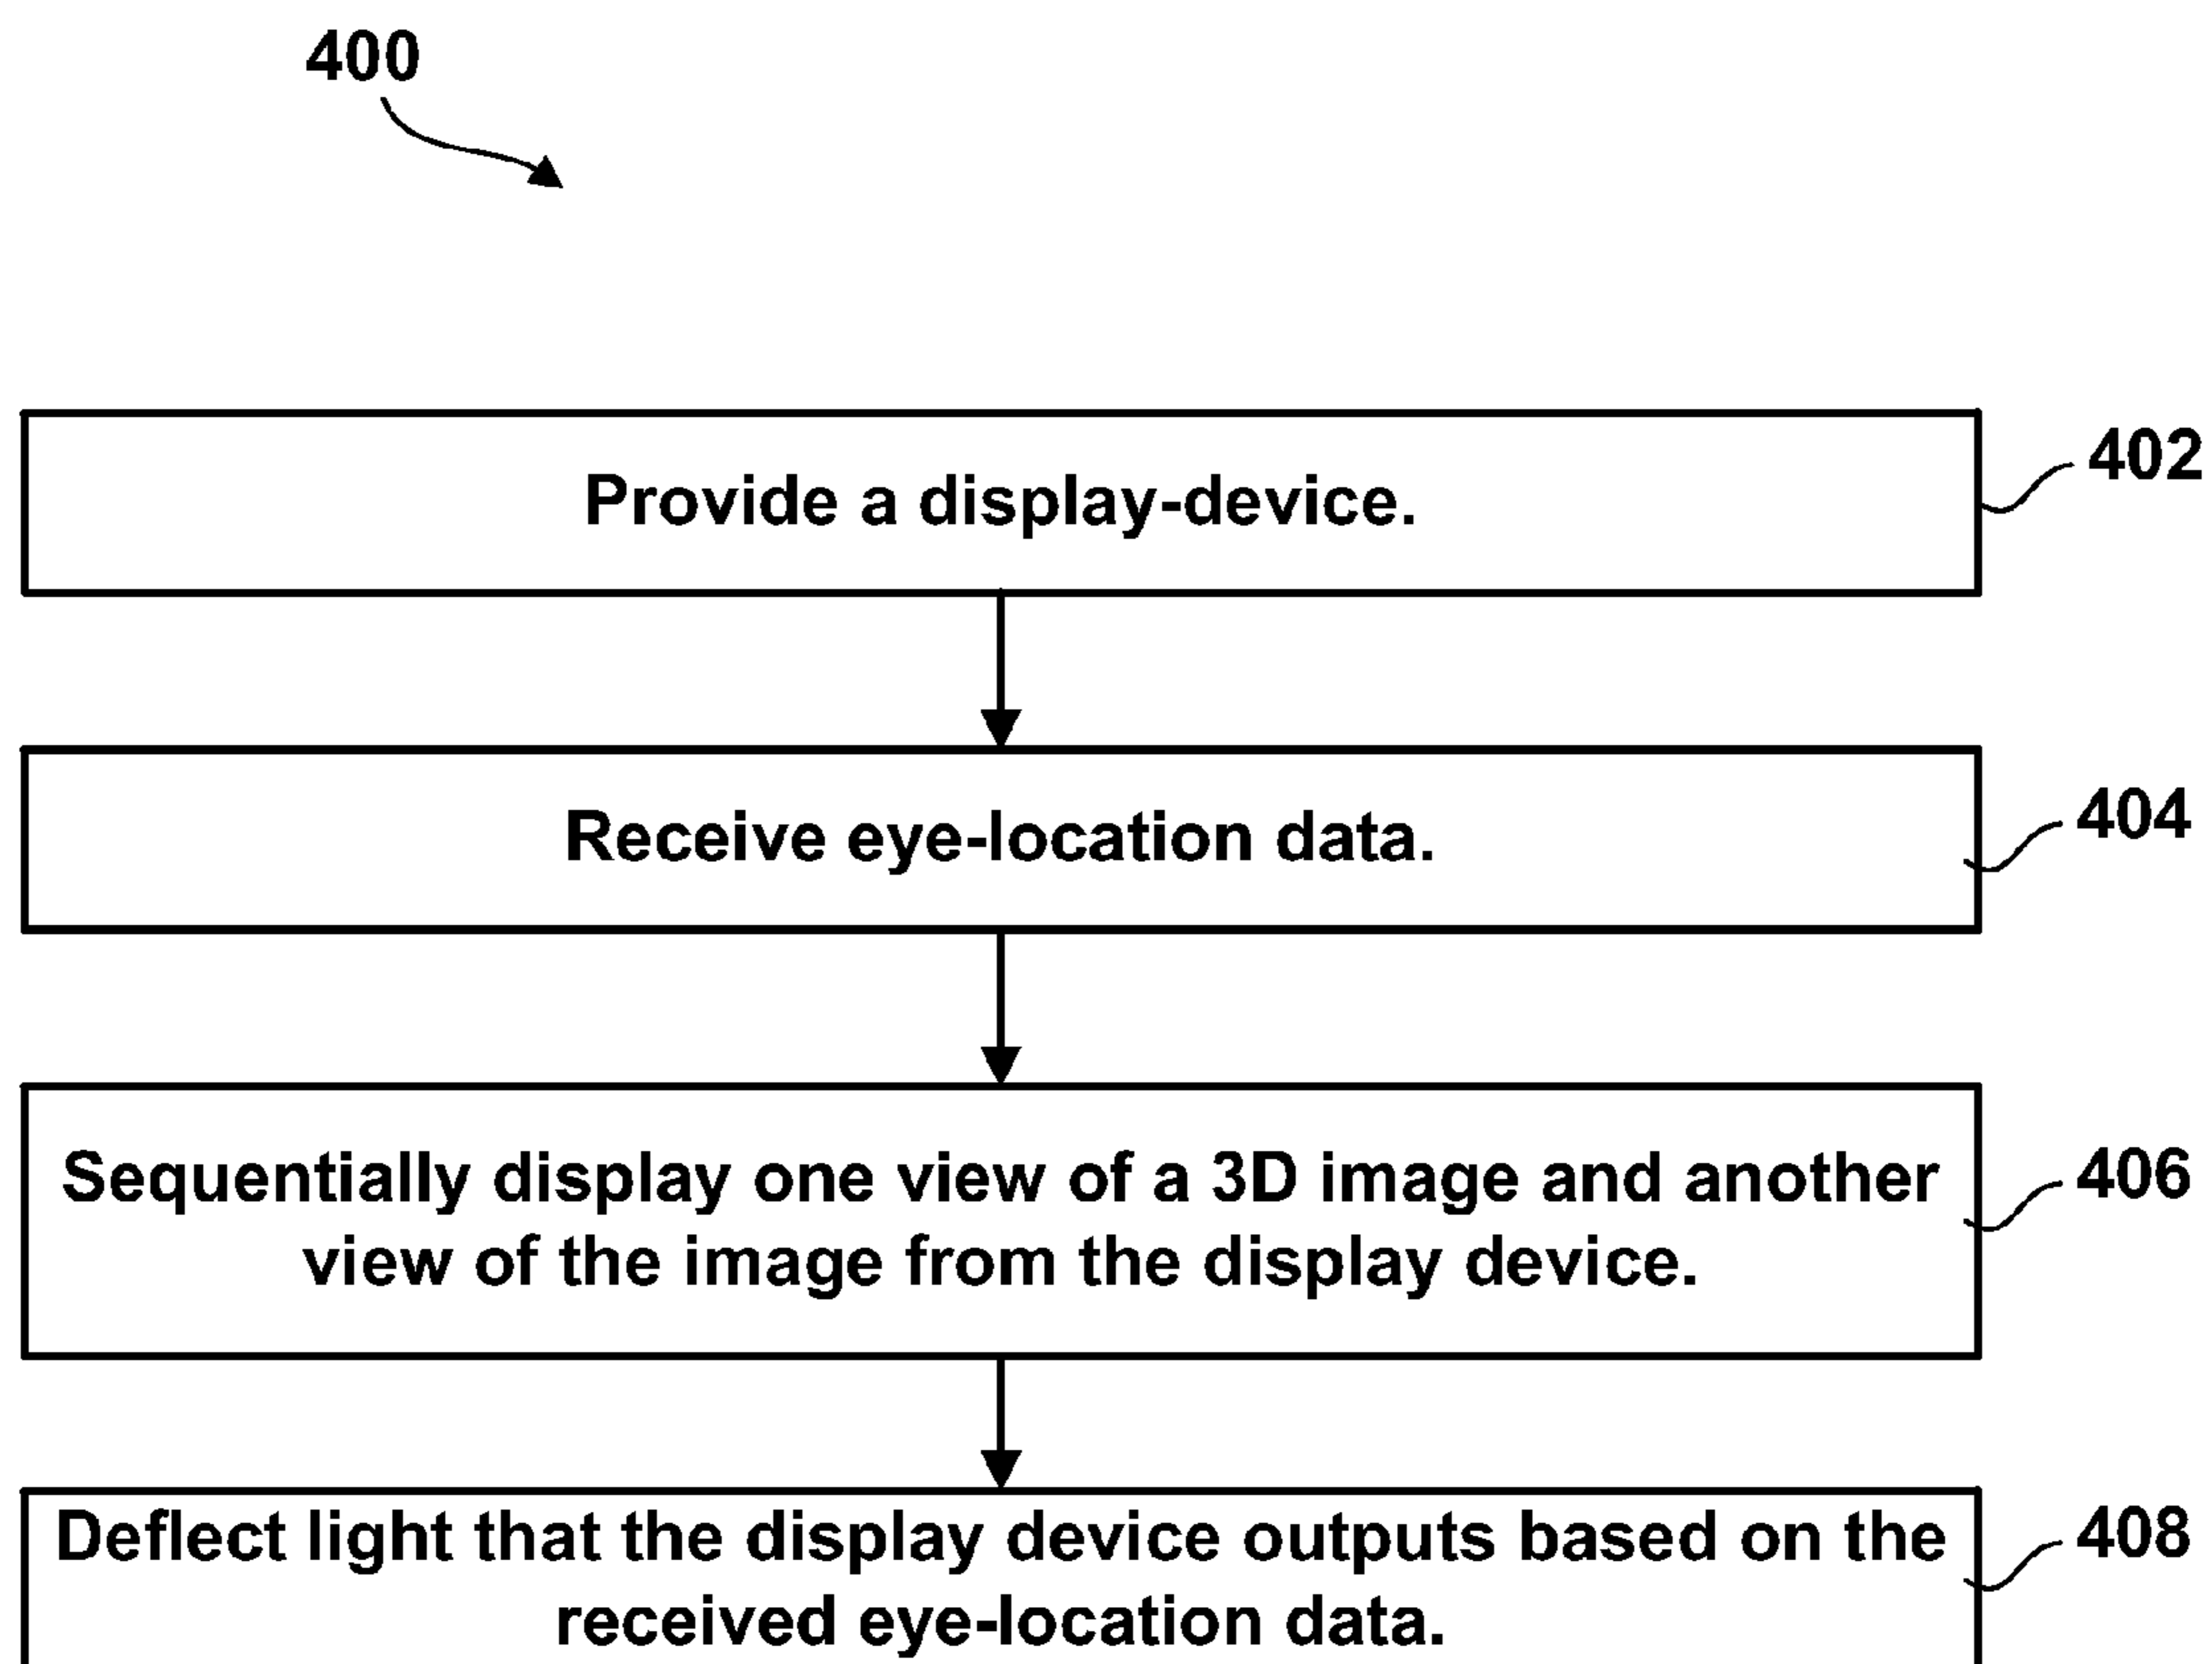 400
Provide a display-device.
402
Receive eye-location data.
404
Sequentially display one view of a 3D image and another
view of the image from the display device.
406
Deflect light that the display device outputs based on the
received eye-location data.
408